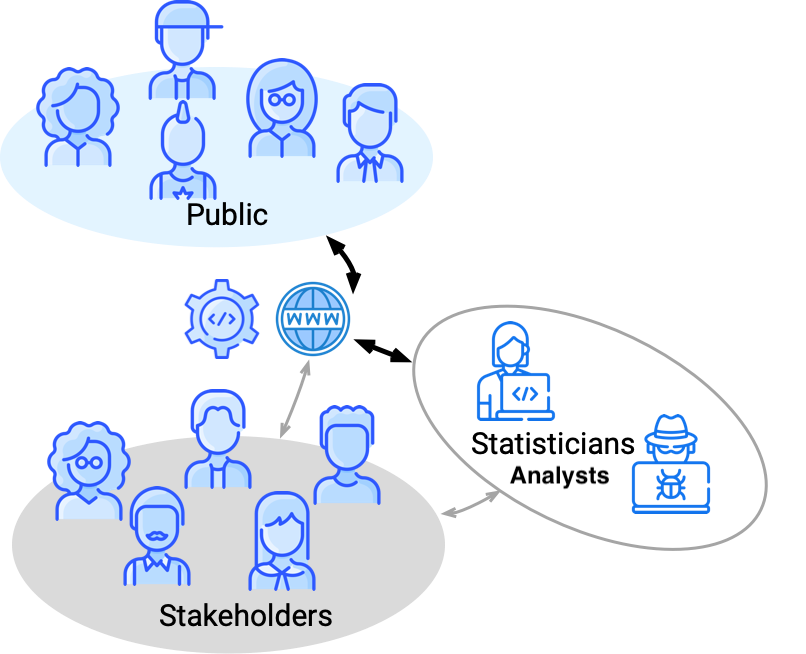 Public
</>
WWW
</>
Statisticians
Analysts
Stakeholders